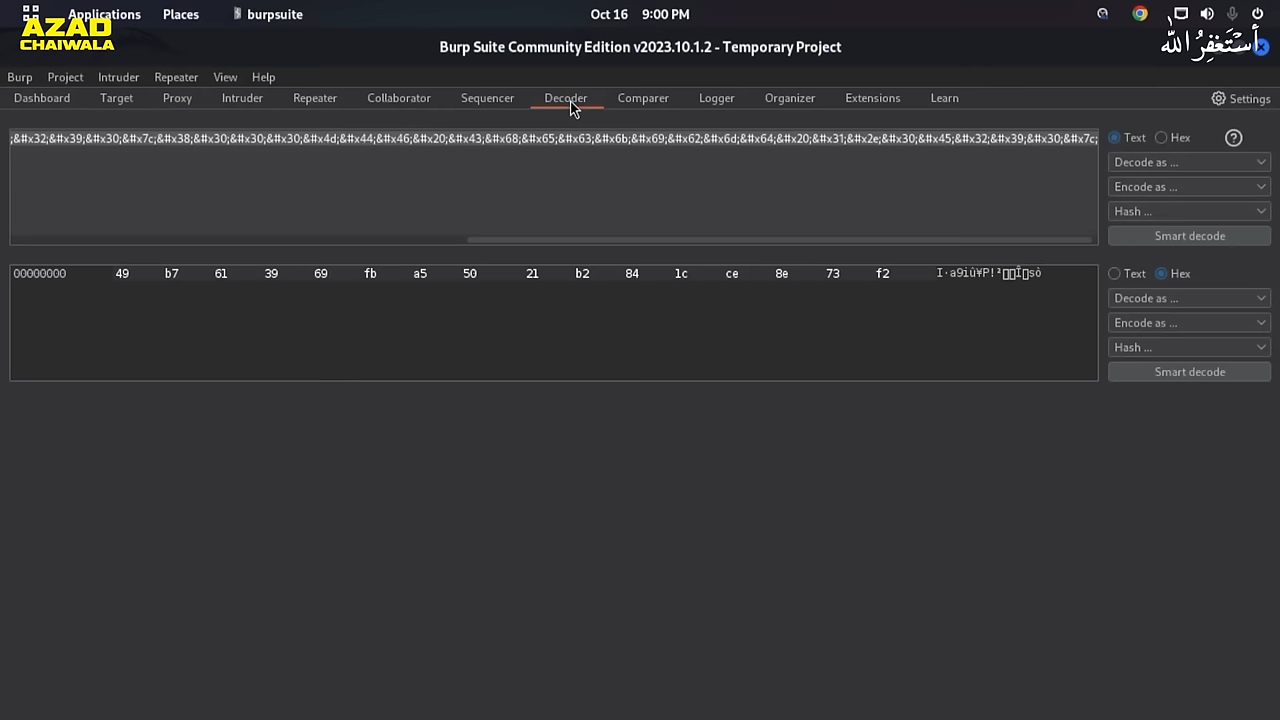 Applications Places burpsuite Oct 16 9:00 PM
AZAD
CHAIWALA
أستغفر الله
Burp Suite Community Edition v2023.10.1.2 - Temporary Project
Burp Project Intruder Repeater View Help
Dashboard Target Proxy Intruder Repeater Collaborator Sequencer Decoder Comparer Logger Organizer Extensions Learn Settings
;&#x32;&#x39;&#x30;&#x7c;&#x38;&#x30;&#x30;&#x30;&#x4d;&#x44;&#x46;&#x20;&#x43;&#x68;&#x65;&#x63;&#x6b;&#x69;&#x62;&#x6d;&#x64;&#x20;&#x31;&#x2e;&#x30;&#x45;&#x32;&#x39;&#x30;&#x7c;
Text Hex ?
Decode as ...
Encode as ...
Hash ...
Smart decode
00000000 49 b7 61 39 69 fb a5 50 21 b2 84 1c ce 8e 73 f2 I·a9iû¥P!²▯▯Î▯sò
Text Hex
Decode as ...
Encode as ...
Hash ...
Smart decode